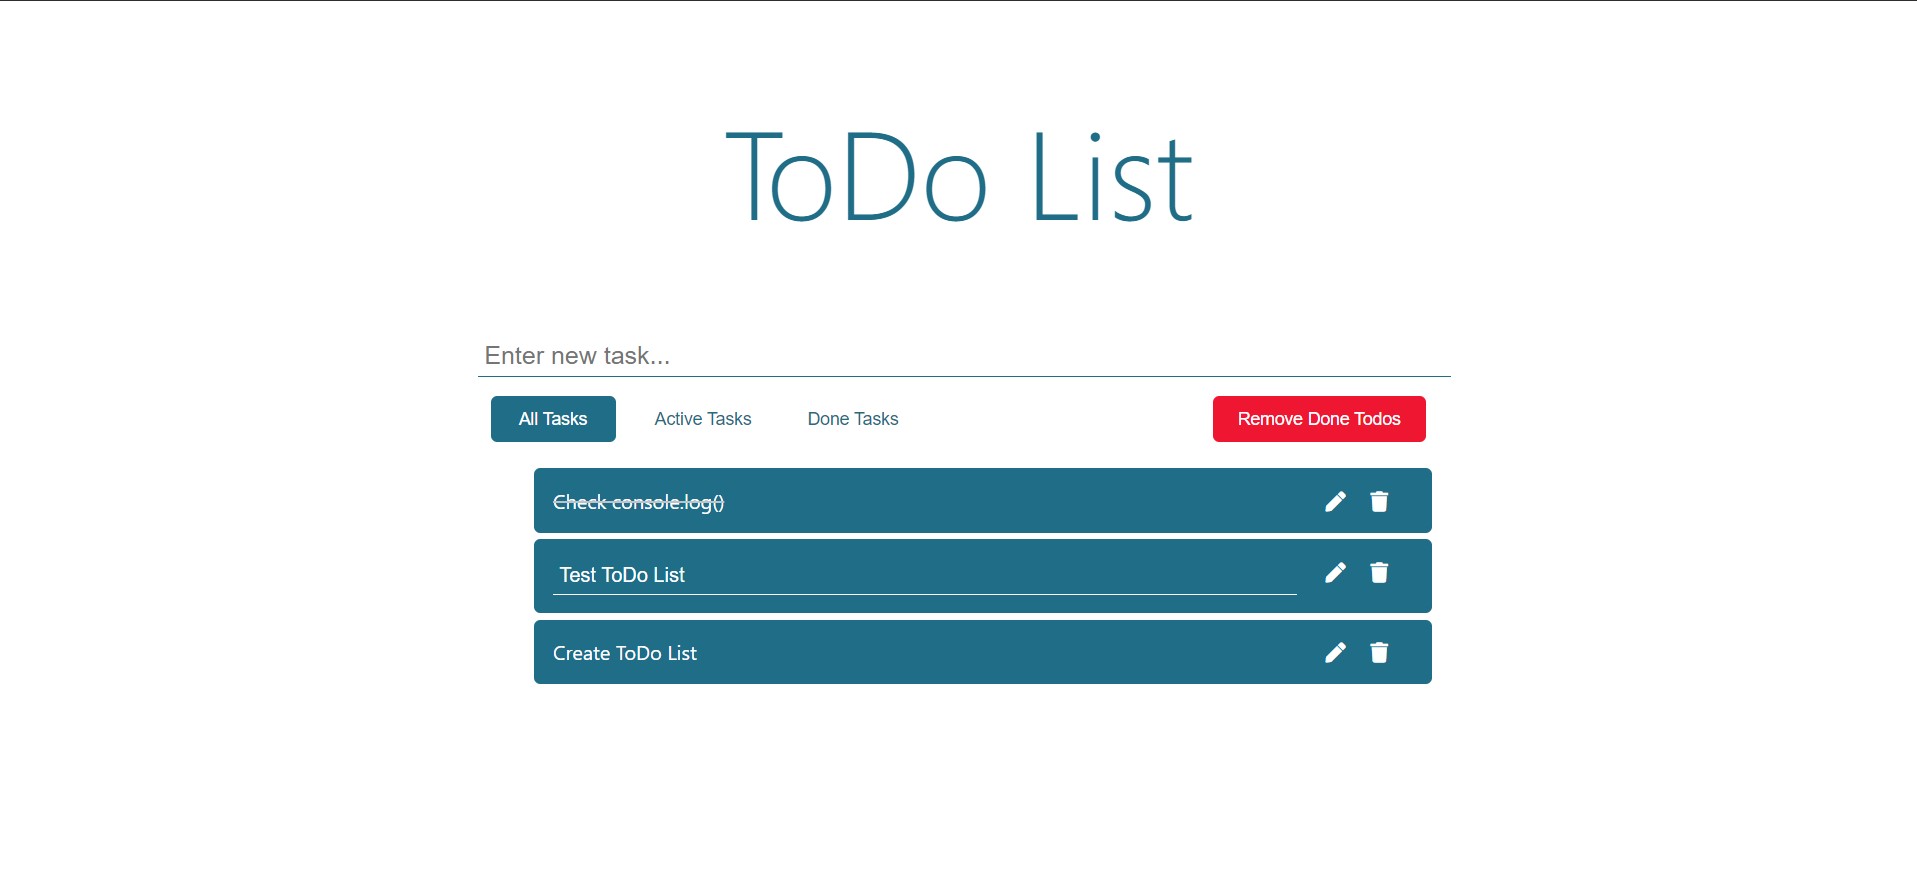 ToDo List
Enter new task...
All Tasks Active Tasks Done Tasks Remove Done Todos
Check console.log()
Test ToDo List
Create ToDo List